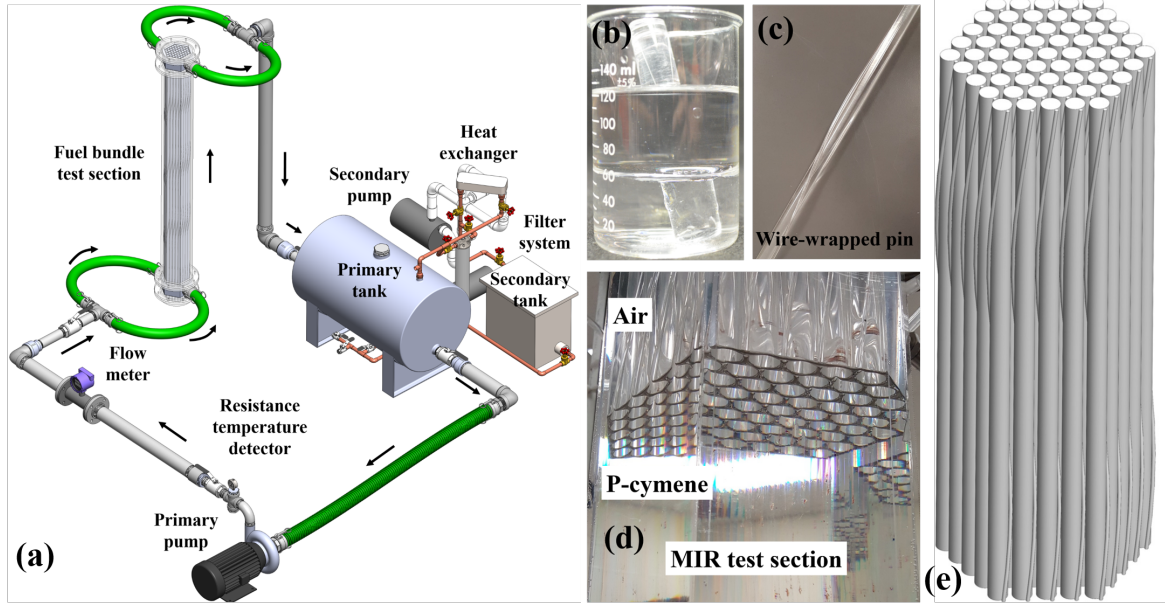 Fuel bundle
test section
Heat
exchanger
Secondary
pump
Filter
system
Primary
tank
Secondary
tank
Flow
meter
Resistance
temperature
detector
Primary
pump
(a)
(b)
140 ml
±5%
120
100
80
60
40
20
(c)
Wire-wrapped pin
Air
P-cymene
(d)
MIR test section
(e)